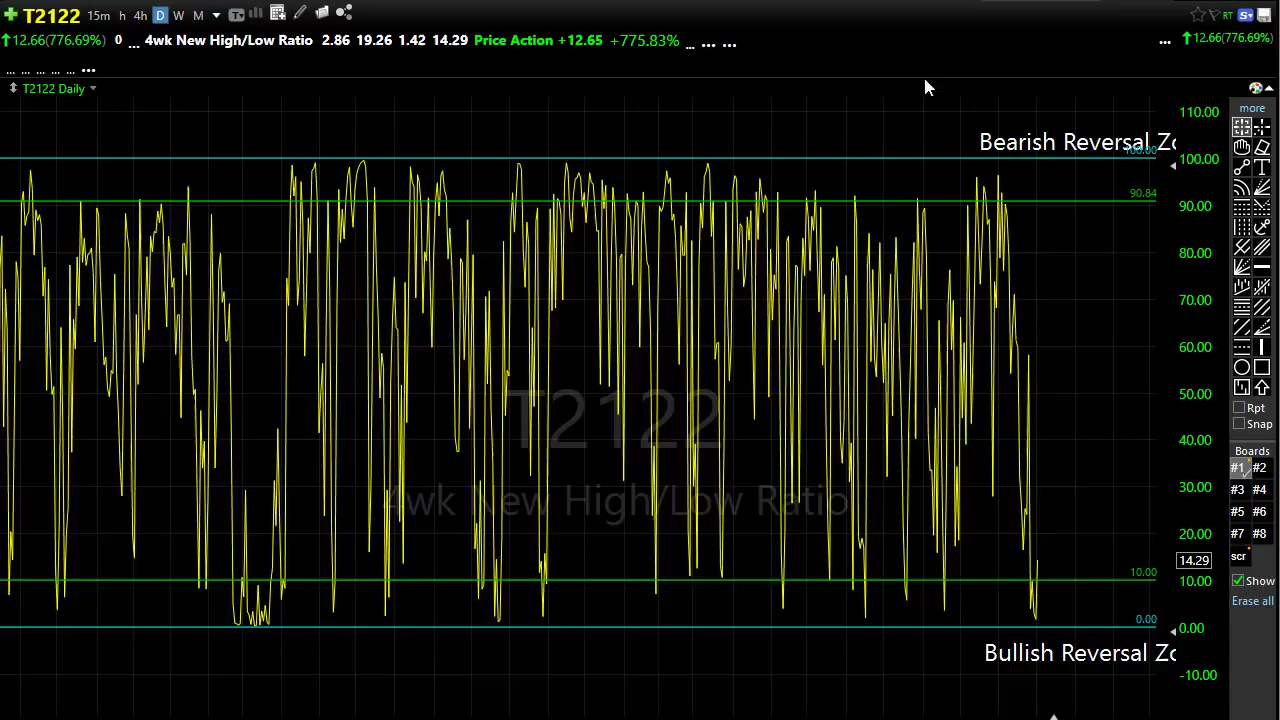 T2122 15m h 4h D W M T RT S
12.66(776.69%) 0 ... 4wk New High/Low Ratio 2.86 19.26 1.42 14.29 Price Action +12.65 +775.83% ... ... ... ... 12.66(776.69%)
... ... ... ... ... ...
T2122 Daily
more
110.00
Bearish Reversal Zo
100.00
100.00
90.84
90.00
80.00
70.00
60.00
50.00
40.00
30.00
20.00
14.29
10.00
10.00
0.00
0.00
-10.00
T2122
4wk New High/Low Ratio
Bullish Reversal Zo
T
Rpt
Snap
Boards
#1 #2
#3 #4
#5 #6
#7 #8
scr
Show
Erase all